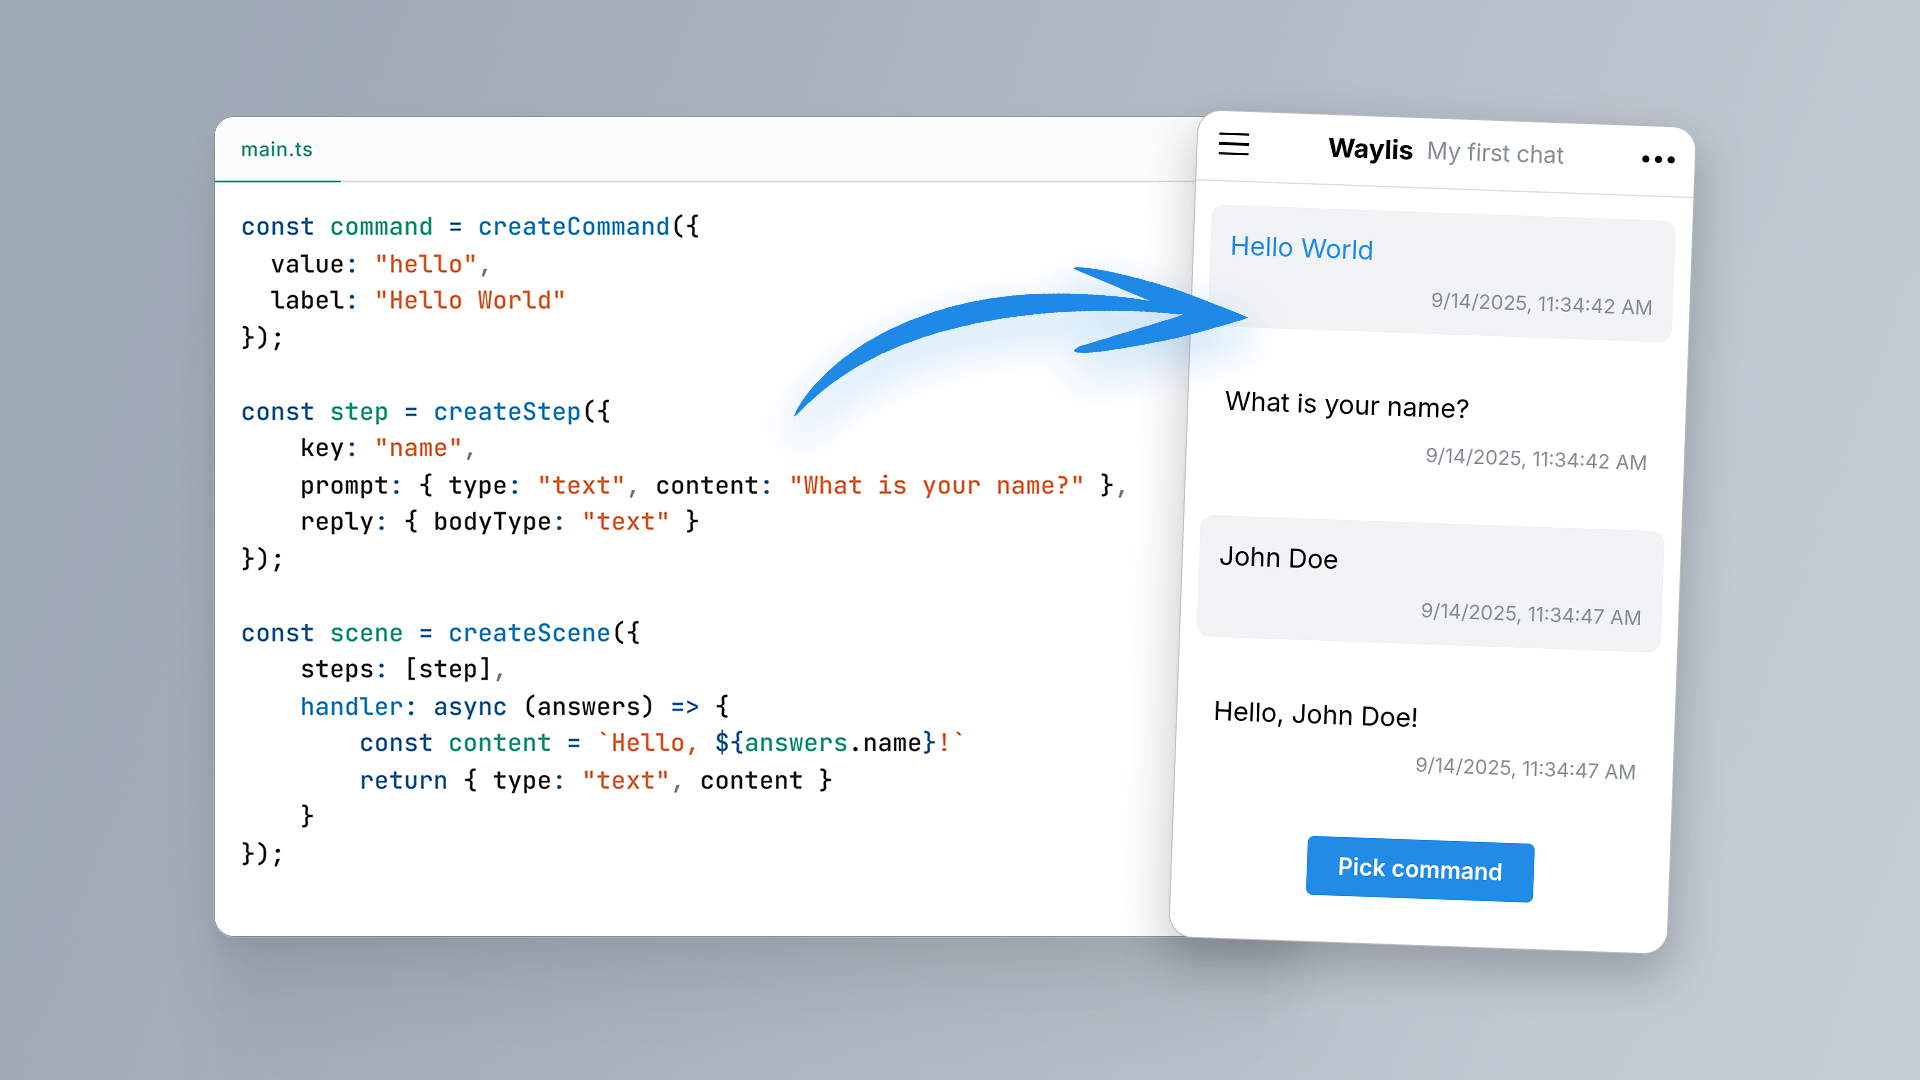 main.ts
const command = createCommand({
  value: "hello",
  label: "Hello World"
});
const step = createStep({
    key: "name",
    prompt: { type: "text", content: "What is your name?" },
    reply: { bodyType: "text" }
});
const scene = createScene({
    steps: [step],
    handler: async (answers) => {
        const content = `Hello, ${answers.name}!`
        return { type: "text", content }
    }
});
Waylis My first chat
Hello World
9/14/2025, 11:34:42 AM
What is your name?
9/14/2025, 11:34:42 AM
John Doe
9/14/2025, 11:34:47 AM
Hello, John Doe!
9/14/2025, 11:34:47 AM
Pick command